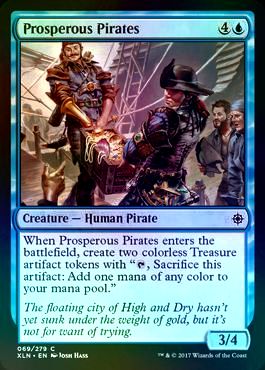 Prosperous Pirates 4
Creature — Human Pirate
When Prosperous Pirates enters the
battlefield, create two colorless Treasure
artifact tokens with “, Sacrifice this
artifact: Add one mana of any color to
your mana pool.”
The floating city of High and Dry hasn't
yet sunk under the weight of gold, but it's
not for want of trying.
3/4
069/279 C
XLN • EN Josh Hass
™ & © 2017 Wizards of the Coast